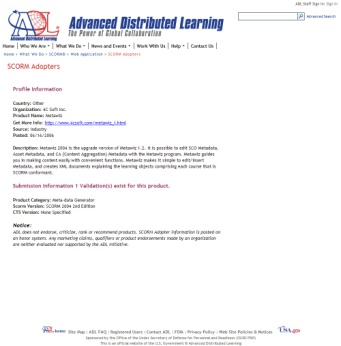 ADL_Staff Sign In: Sign In
Advanced Search
ADL
Advanced Distributed Learning
Advanced Distributed Learning
The Power of Global Collaboration
Home | Who We Are | What We Do | News and Events | Work With Us | Help | Contact Us |
Home > What We Do > SCORM® > Web Application > SCORM Adopters
SCORM Adopters
Profile Information
Country: Other
Organization: 4C Soft Inc.
Product Name: Metawiz
Get More Info: http://www.4csoft.com/metawiz_1.html
Source: Industry
Posted: 06/16/2006
Description: Metawiz 2004 is the upgrade version of Metawiz 1.2. It is possible to edit SCO Metadata,
Asset Metadata, and CA (Content Aggregation) Metadata with the Metawiz program. Metawiz guides
you in making content easily with convenient functions. Metawiz makes it simple to edit/insert
Metadata, and creates XML documents explaining the learning objects comprising each course that is
SCORM conformant.
Submission Information 1 Validation(s) exist for this product.
Product Category: Meta-data Generator
Scorm Version: SCORM 2004 2nd Edition
CTS Version: None Specified
Notice:
ADL does not endorse, criticize, rank or recommend products. SCORM Adopter information is posted on
an honor system. Any marketing claims, qualifiers or product endorsements made by an organization
are neither evaluated nor supported by the ADL Initiative.
Site Map | ADL FAQ | Registered Users | Contact ADL | FOIA | Privacy Policy | Web Site Policies & Notices
USA.gov
Sponsored by the Office of the Under Secretary of Defense for Personnel and Readiness (OUSD P&R)
This is an official website of the U.S. Government © Advanced Distributed Learning